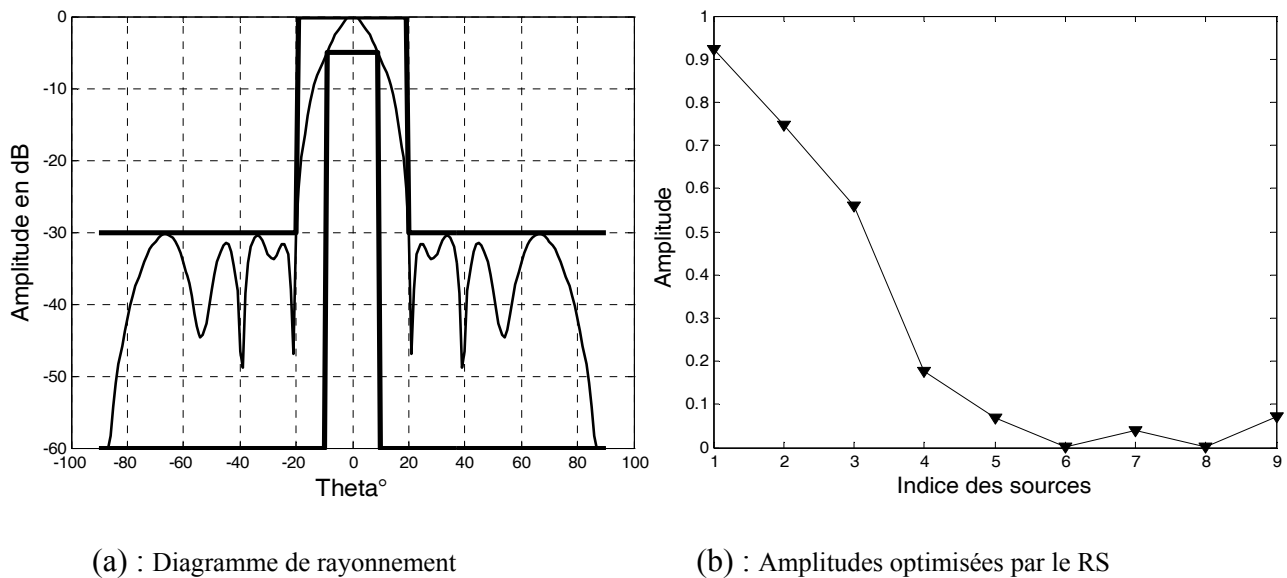 0
-10
-20
-30
-40
-50
-60
-100 -80 -60 -40 -20 0 20 40 60 80 100
Amplitude en dB
Theta°
1
0.9
0.8
0.7
0.6
0.5
0.4
0.3
0.2
0.1
0
1 2 3 4 5 6 7 8 9
Amplitude
Indice des sources
(a) : Diagramme de rayonnement
(b) : Amplitudes optimisées par le RS